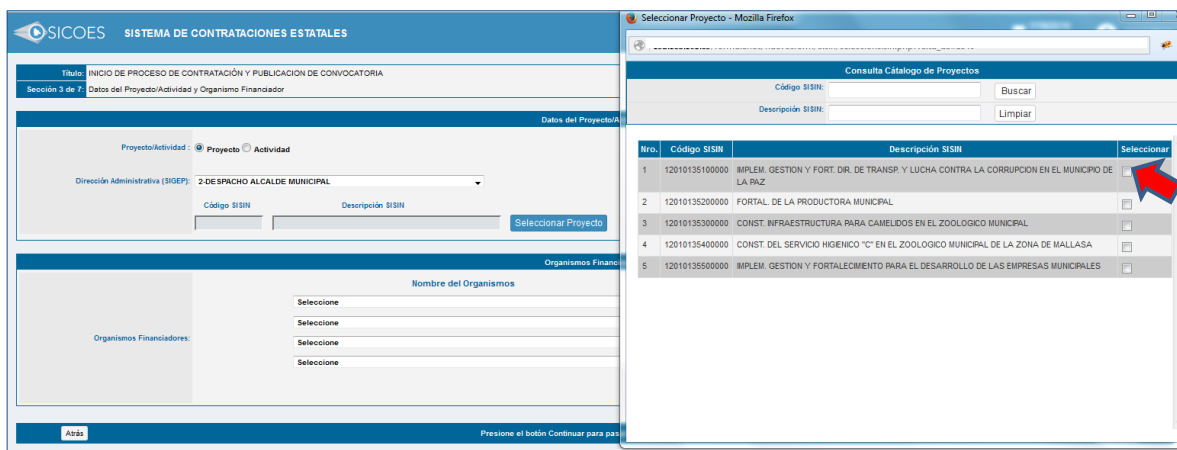 SICOES SISTEMA DE CONTRATACIONES ESTATALES
Título: INICIO DE PROCESO DE CONTRATACIÓN Y PUBLICACION DE CONVOCATORIA
Sección 3 de 7: Datos del Proyecto/Actividad y Organismo Financiador
Datos del Proyecto/A
Proyecto/Actividad : Proyecto Actividad
Dirección Administrativa (SIGEP): 2-DESPACHO ALCALDE MUNICIPAL
Código SISIN Descripción SISIN
Seleccionar Proyecto
Organismos Financi
Nombre del Organismos
Seleccione
Seleccione
Organismos Financiadores:
Seleccione
Seleccione
Atrás Presione el botón Continuar para pas
Seleccionar Proyecto - Mozilla Firefox
Consulta Cátalogo de Proyectos
Código SISIN: Buscar
Descripción SISIN: Limpiar
Nro. Código SISIN Descripción SISIN Seleccionar
1 12010135100000 IMPLEM. GESTION Y FORT. DIR. DE TRANSP. Y LUCHA CONTRA LA CORRUPCION EN EL MUNICIPIO DE
LA PAZ
2 12010135200000 FORTAL. DE LA PRODUCTORA MUNICIPAL
3 12010135300000 CONST. INFRAESTRUCTURA PARA CAMELIDOS EN EL ZOOLOGICO MUNICIPAL
4 12010135400000 CONST. DEL SERVICIO HIGIENICO "C" EN EL ZOOLOGICO MUNICIPAL DE LA ZONA DE MALLASA
5 12010135500000 IMPLEM. GESTION Y FORTALECIMIENTO PARA EL DESARROLLO DE LAS EMPRESAS MUNICIPALES